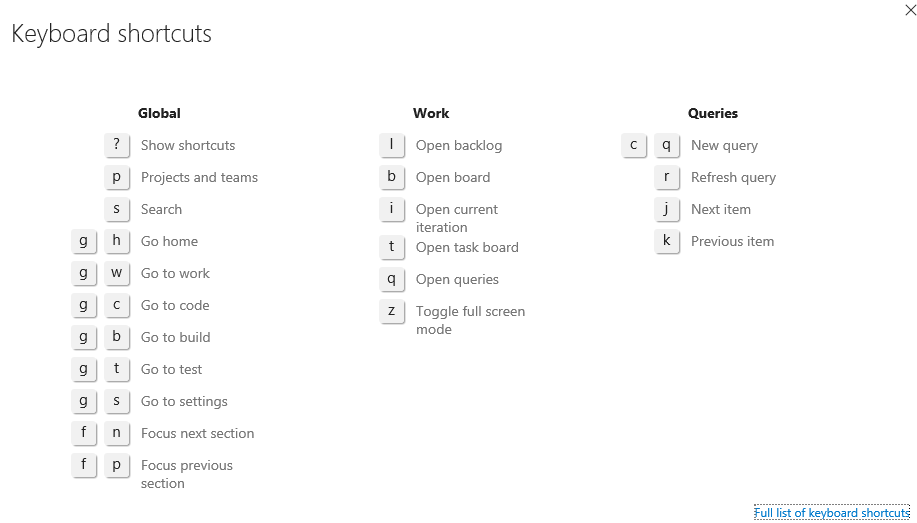 Keyboard shortcuts
Global
? Show shortcuts
p Projects and teams
s Search
g h Go home
g w Go to work
g c Go to code
g b Go to build
g t Go to test
g s Go to settings
f n Focus next section
f p Focus previous
section
Work
l Open backlog
b Open board
i Open current
iteration
t Open task board
q Open queries
z Toggle full screen
mode
Queries
c q New query
r Refresh query
j Next item
k Previous item
Full list of keyboard shortcuts